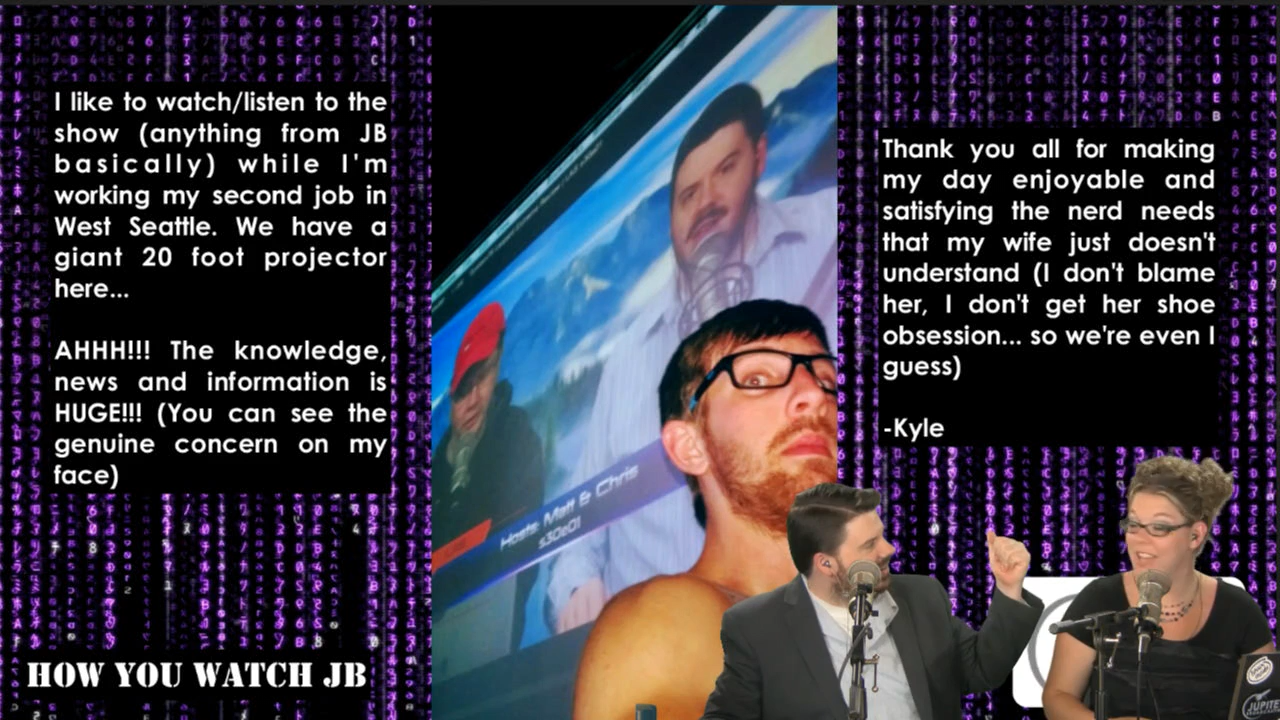 I like to watch/listen to the
show (anything from JB
basically) while I'm
working my second job in
West Seattle. We have a
giant 20 foot projector
here...
AHHH!!! The knowledge,
news and information is
HUGE!!! (You can see the
genuine concern on my
face)
HOW YOU WATCH JB
Hosts: Matt & Chris
s30e01
Thank you all for making
my day enjoyable and
satisfying the nerd needs
that my wife just doesn't
understand (I don't blame
her, I don't get her shoe
obsession... so we're even I
guess)
-Kyle